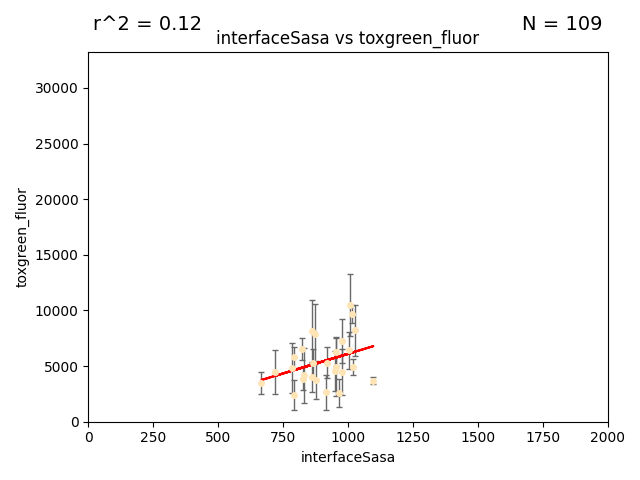 r^2 = 0.12
N = 109
interfaceSasa vs toxgreen_fluor
30000
25000
20000
15000
10000
5000
0
toxgreen_fluor
0 250 500 750 1000 1250 1500 1750 2000
interfaceSasa